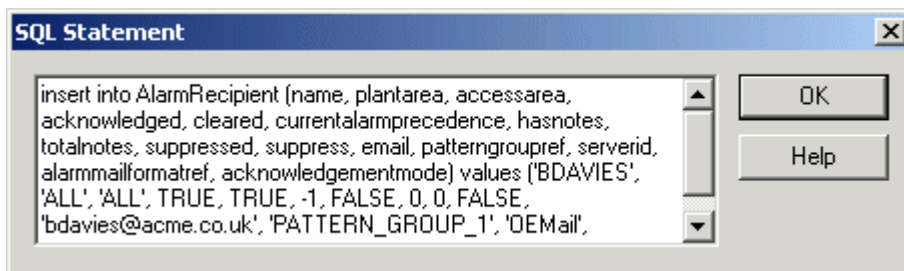 SQL Statement
insert into AlarmRecipient (name, plantarea, accessarea,
acknowledged, cleared, currentalarmprecedence, hasnotes,
totalnotes, suppressed, suppress, email, patterngroupref, serverid,
alarmmailformatref, acknowledgementmode) values ('BDAVIES',
'ALL', 'ALL', TRUE, TRUE, -1, FALSE, 0, 0, FALSE,
'bdavies@acme.co.uk', 'PATTERN_GROUP_1', 'OEMail',
OK
Help